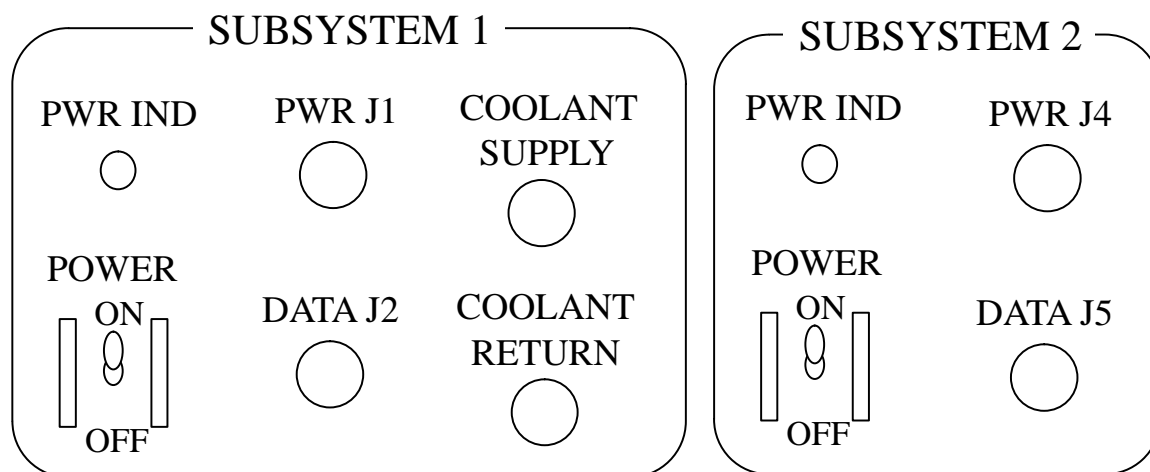 SUBSYSTEM 1
PWR IND
PWR J1
COOLANT
SUPPLY
POWER
ON
OFF
DATA J2
COOLANT
RETURN
SUBSYSTEM 2
PWR IND
PWR J4
POWER
ON
OFF
DATA J5